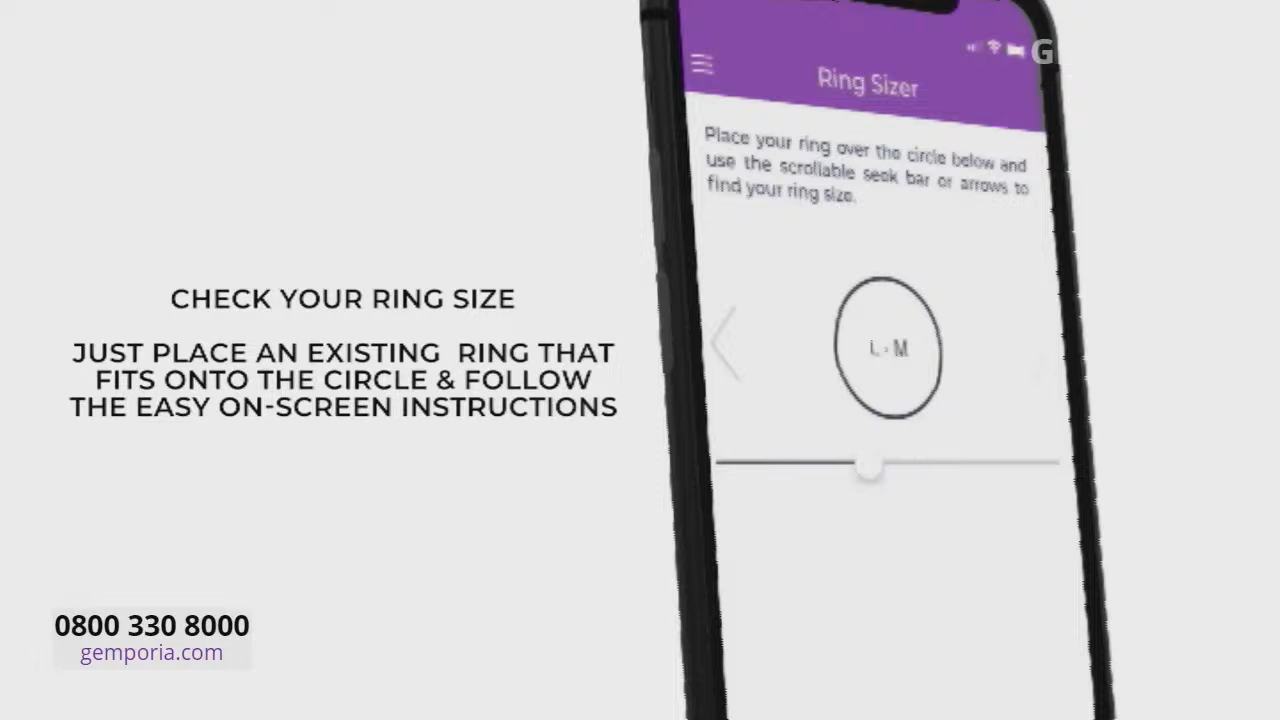 CHECK YOUR RING SIZE
JUST PLACE AN EXISTING RING THAT
FITS ONTO THE CIRCLE & FOLLOW
THE EASY ON-SCREEN INSTRUCTIONS
0800 330 8000
gemporia.com
Ring Sizer
Place your ring over the circle below and
use the scrollable seek bar or arrows to
find your ring size.
L - M
G